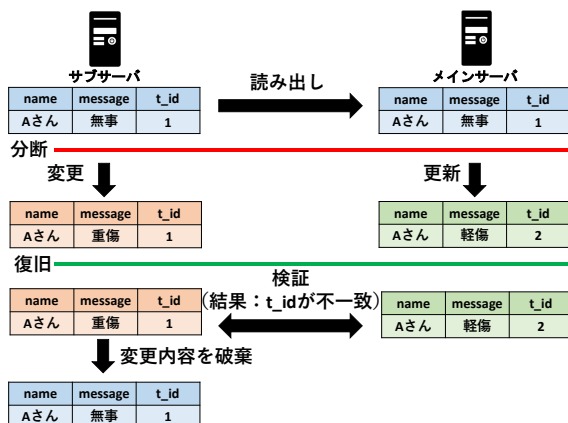 サブサーバ
メインサーバ
読み出し
name message t_id
Aさん 無事 1
name message t_id
Aさん 無事 1
分断
変更
更新
name message t_id
Aさん 重傷 1
name message t_id
Aさん 軽傷 2
復旧
検証
(結果:t_idが不一致)
name message t_id
Aさん 重傷 1
name message t_id
Aさん 軽傷 2
変更内容を破棄
name message t_id
Aさん 無事 1